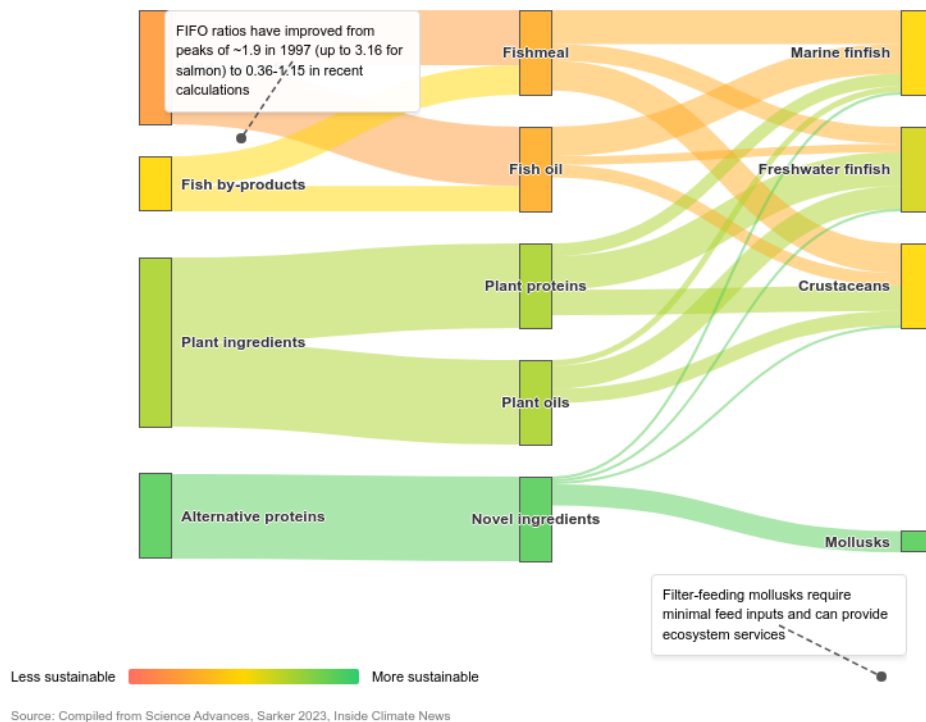 FIFO ratios have improved from
peaks of ~1.9 in 1997 (up to 3.16 for
salmon) to 0.36-1.15 in recent
calculations
Fishmeal
Marine finfish
Fish by-products
Fish oil
Freshwater finfish
Plant proteins
Crustaceans
Plant ingredients
Plant oils
Alternative proteins
Novel ingredients
Mollusks
Filter-feeding mollusks require
minimal feed inputs and can provide
ecosystem services
Less sustainable
More sustainable
Source: Compiled from Science Advances, Sarker 2023, Inside Climate News